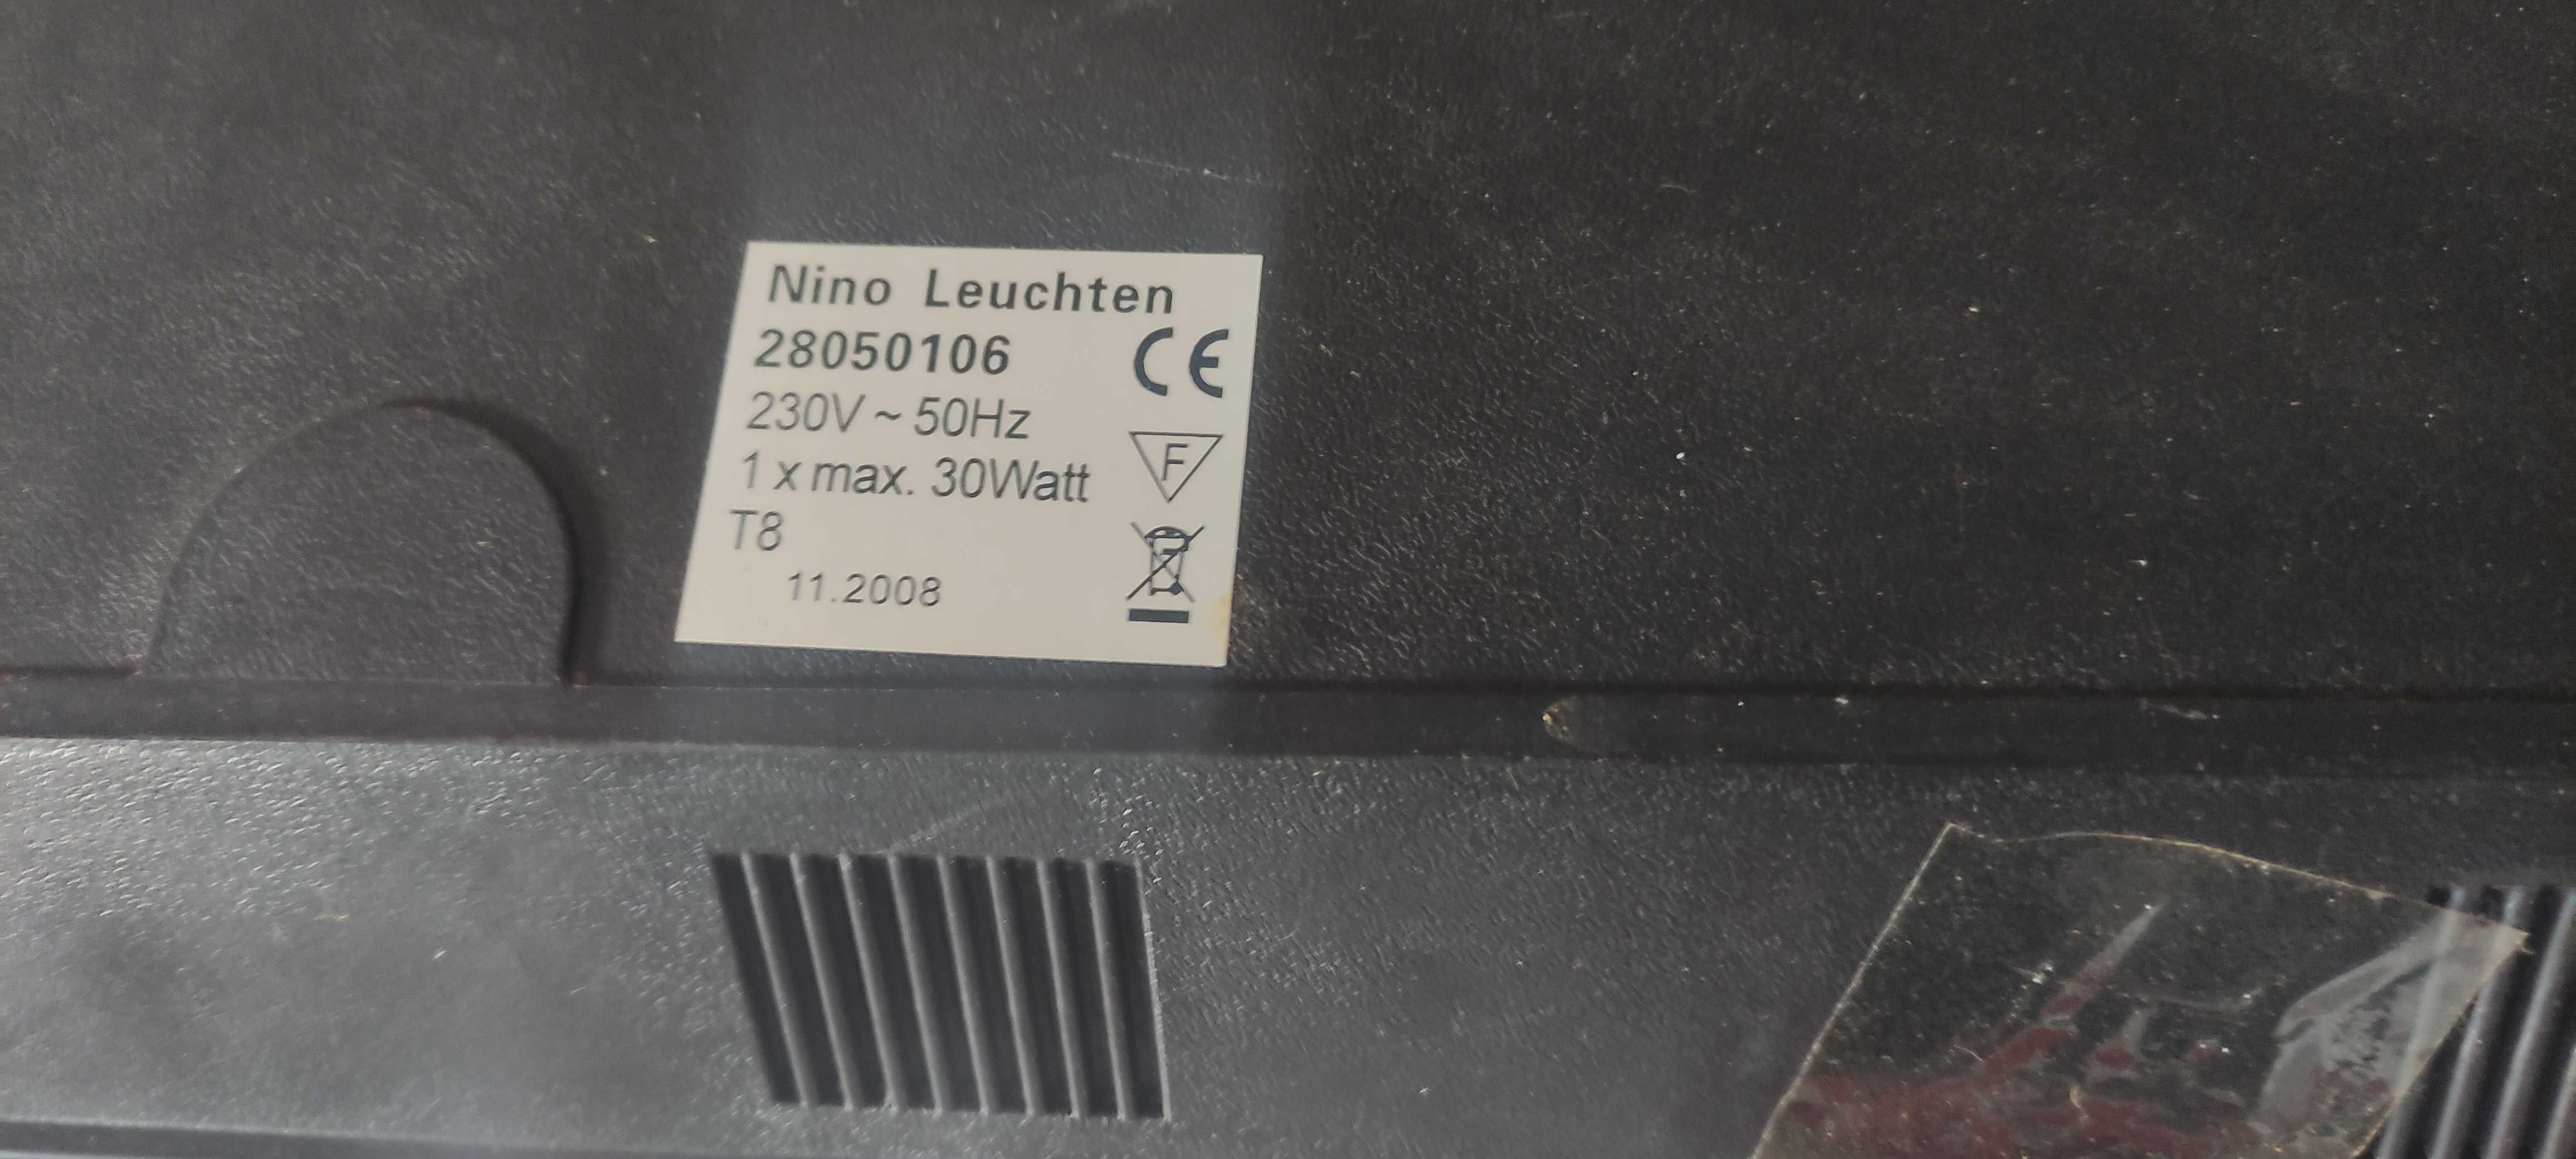 Nino Leuchten
28050106
CE
230V ~ 50Hz
1 x max. 30Watt
F
T8
11.2008